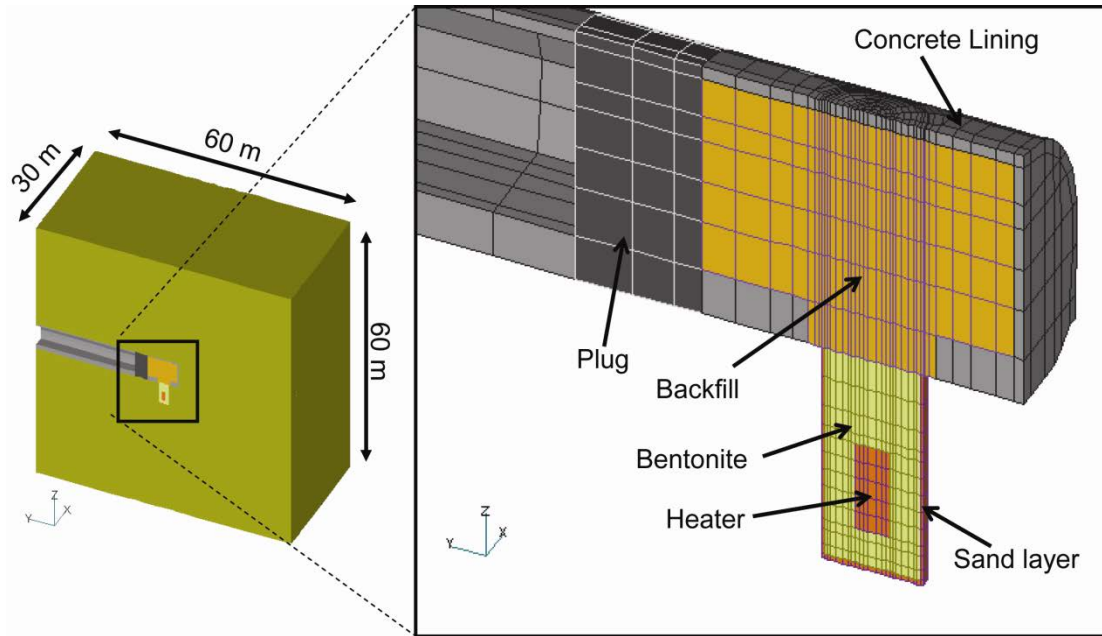 60 m
30 m
60 m
Z
Y
X
Concrete Lining
Plug
Backfill
Bentonite
Heater
Sand layer
Z
Y
X